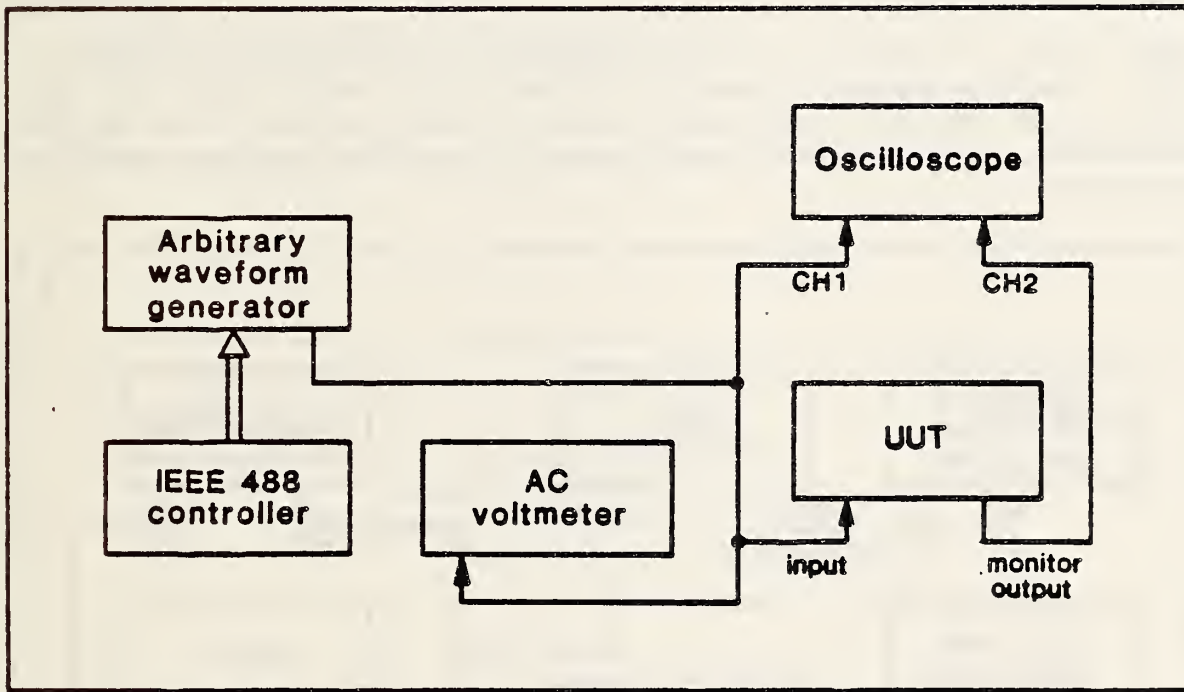 Oscilloscope
Arbitrary
waveform
generator
CH1
CH2
UUT
IEEE 488
controller
AC
voltmeter
input
monitor
output